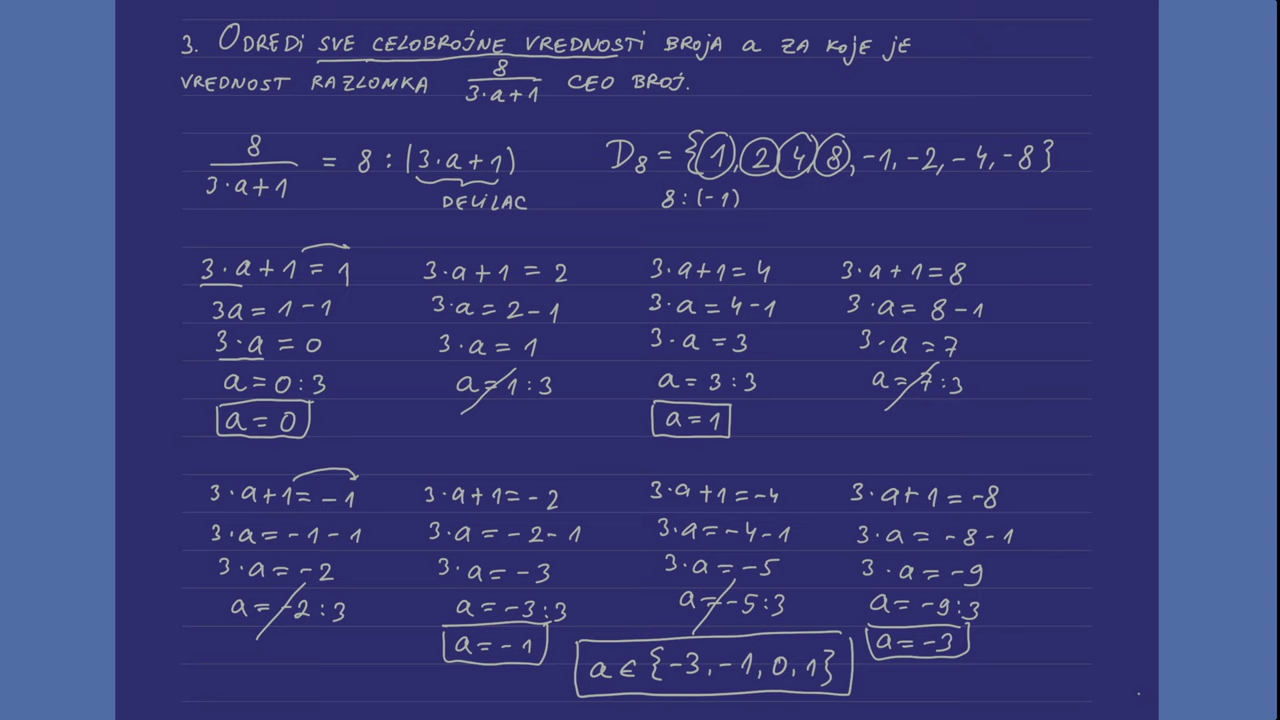 3. ODREDI SVE CELOBROJNE VREDNOSTI BROJA a ZA KOJE JE
VREDNOST RAZLOMKA 8/(3·a+1) CEO BROJ.
8/(3·a+1) = 8 : (3·a+1)
DELILAC
D₈ = {1, 2, 4, 8, -1, -2, -4, -8}
8 : (-1)
3·a+1 = 1
3a = 1-1
3·a = 0
a = 0:3
a = 0
3·a+1 = 2
3·a = 2-1
3·a = 1
a = 1:3
3·a+1 = 4
3·a = 4-1
3·a = 3
a = 3:3
a = 1
3·a+1 = 8
3·a = 8-1
3·a = 7
a = 7:3
3·a+1 = -1
3·a = -1-1
3·a = -2
a = -2:3
3·a+1 = -2
3·a = -2-1
3·a = -3
a = -3:3
a = -1
3·a+1 = -4
3·a = -4-1
3·a = -5
a = -5:3
3·a+1 = -8
3·a = -8-1
3·a = -9
a = -9:3
a = -3
a ∈ {-3, -1, 0, 1}